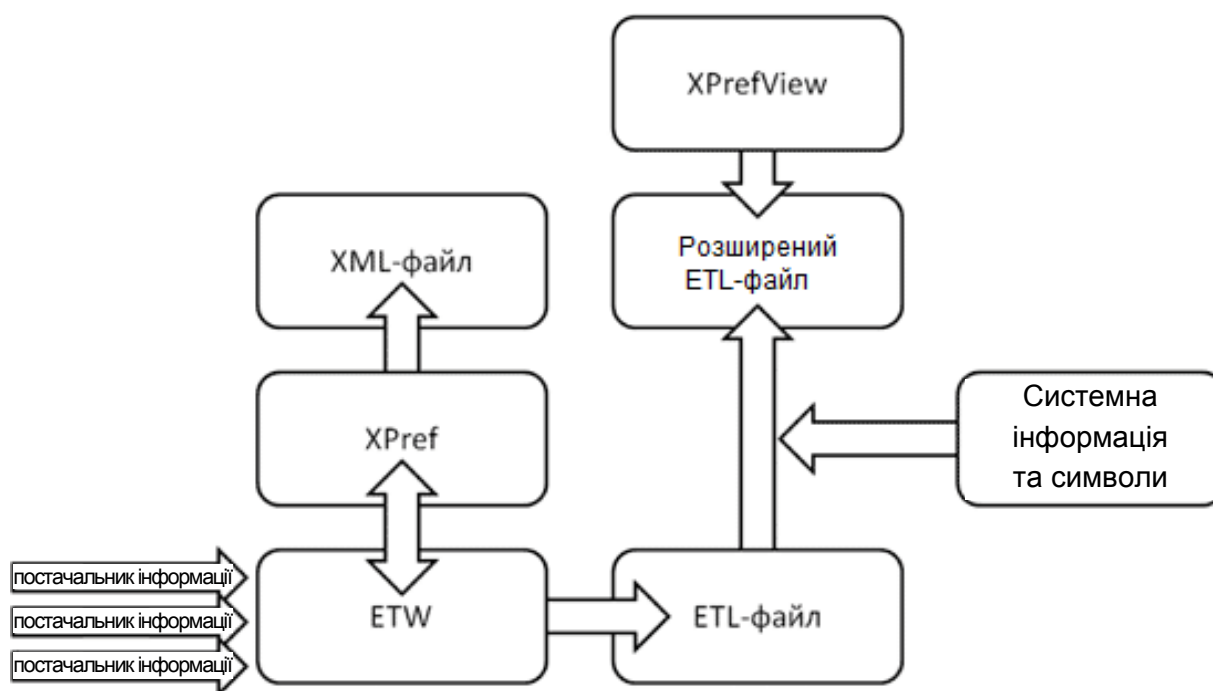 XPrefView
XML-файл
Розширений
ETL-файл
XPref
Системна
інформація
та символи
постачальник інформації
постачальник інформації
постачальник інформації
ETW
ETL-файл